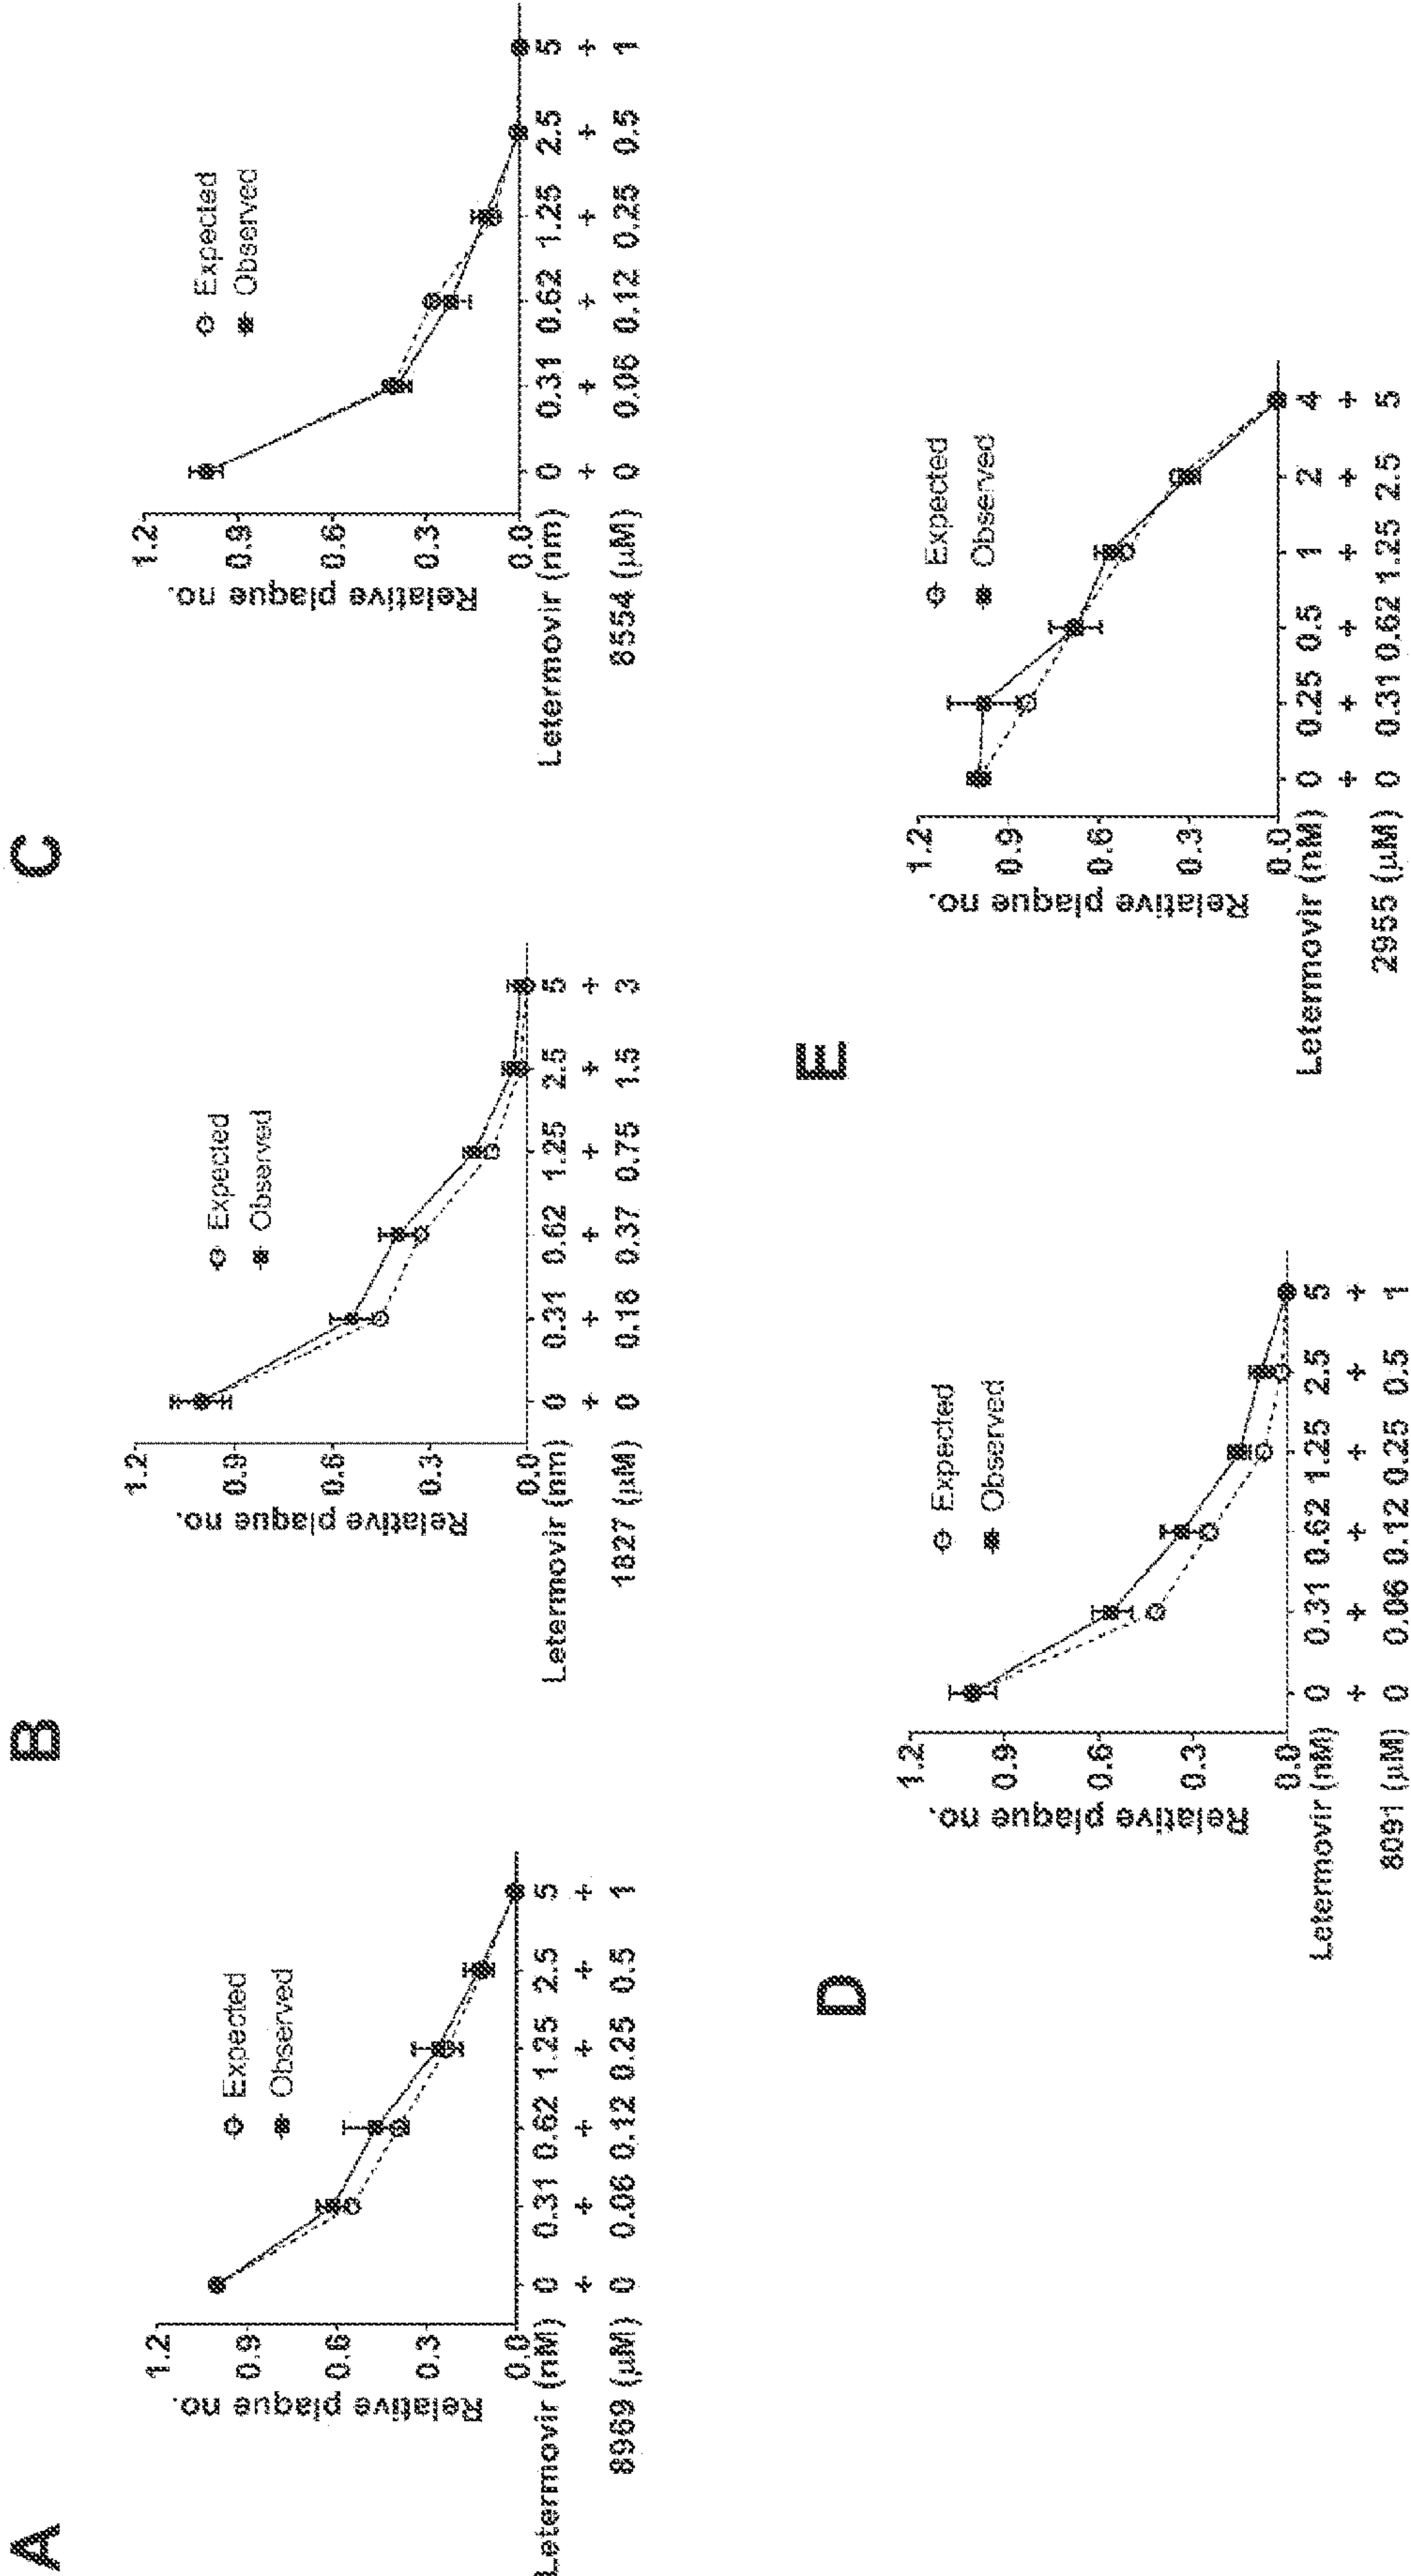 A
1.2
0.9
0.6
0.3
0.0
Relative plaque no.
Expected
Observed
Letermovir (nM) 0 0.31 0.62 1.25 2.5 5
+ + + + + +
8969 (µM) 0 0.06 0.12 0.25 0.5 1
B
1.2
0.9
0.6
0.3
0.0
Relative plaque no.
Expected
Observed
Letermovir (nm) 0 0.31 0.62 1.25 2.5 5
+ + + + + +
1827 (µM) 0 0.18 0.37 0.75 1.5 3
C
1.2
0.9
0.6
0.3
0.0
Relative plaque no.
Expected
Observed
Letermovir (nm) 0 0.31 0.62 1.25 2.5 5
+ + + + + +
8554 (µM) 0 0.06 0.12 0.25 0.5 1
D
1.2
0.9
0.6
0.3
0.0
Relative plaque no.
Expected
Observed
Letermovir (nM) 0 0.31 0.62 1.25 2.5 5
+ + + + + +
8091 (µM) 0 0.06 0.12 0.25 0.5 1
E
1.2
0.9
0.6
0.3
0.0
Relative plaque no.
Expected
Observed
Letermovir (nM) 0 0.25 0.5 1 2 4
+ + + + + +
2955 (µM) 0 0.31 0.62 1.25 2.5 5